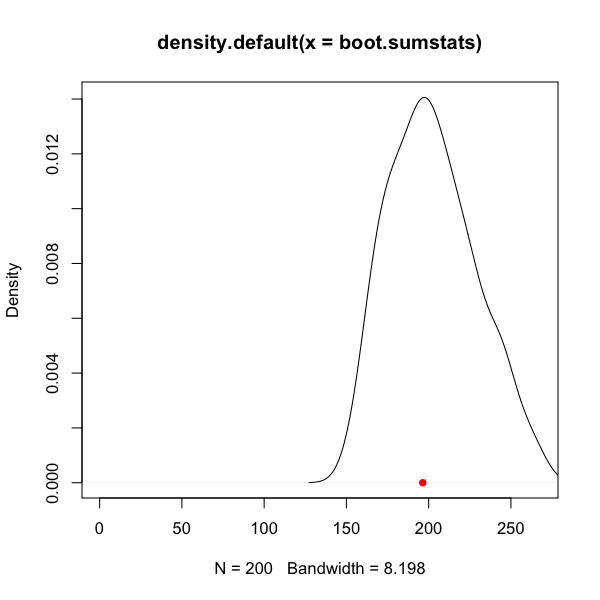 density.default(x = boot.sumstats)
Density
0.012
0.008
0.004
0.000
0 50 100 150 200 250
N = 200 Bandwidth = 8.198